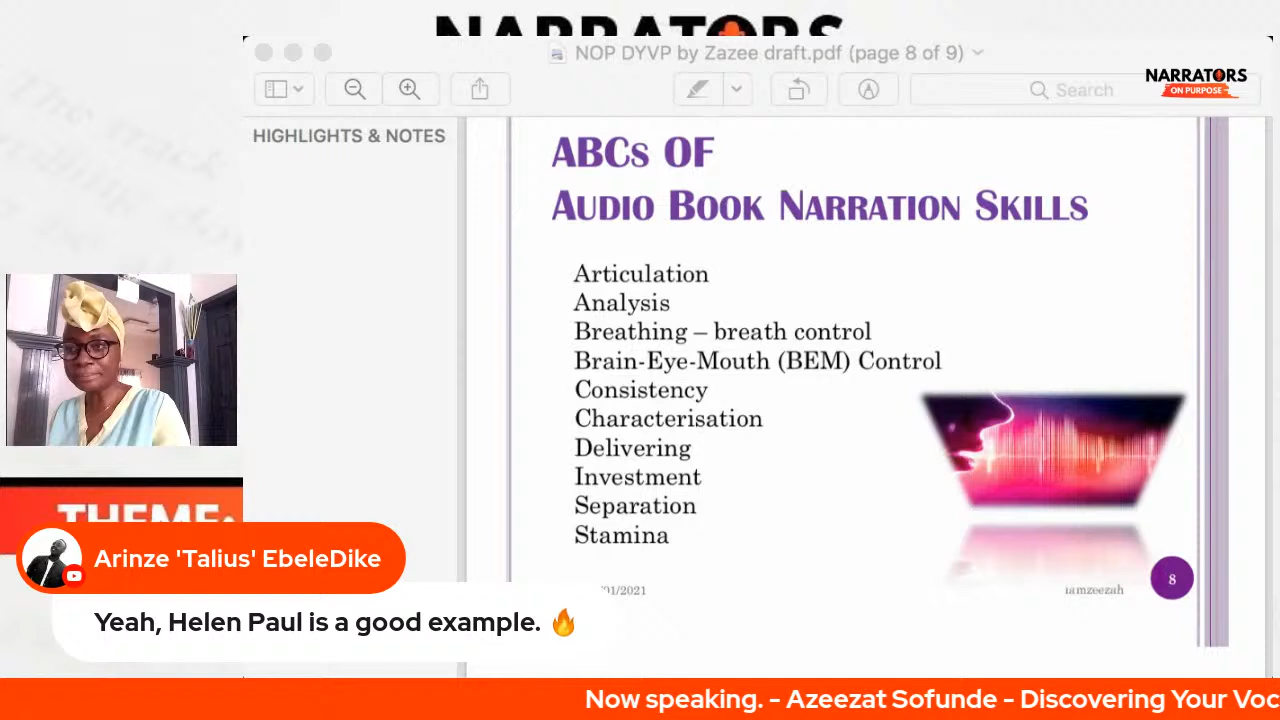 NARRATORS
NOP DYVP by Zazee draft.pdf (page 8 of 9)
Search
NARRATORS
ON PURPOSE
HIGHLIGHTS & NOTES
ABCs OF
AUDIO BOOK NARRATION SKILLS
Articulation
Analysis
Breathing – breath control
Brain-Eye-Mouth (BEM) Control
Consistency
Characterisation
Delivering
Investment
Separation
Stamina
01/2021
iamzeezah
8
THEME:
Arinze 'Talius' EbeleDike
Yeah, Helen Paul is a good example. 🔥
Now speaking. - Azeezat Sofunde - Discovering Your Voc